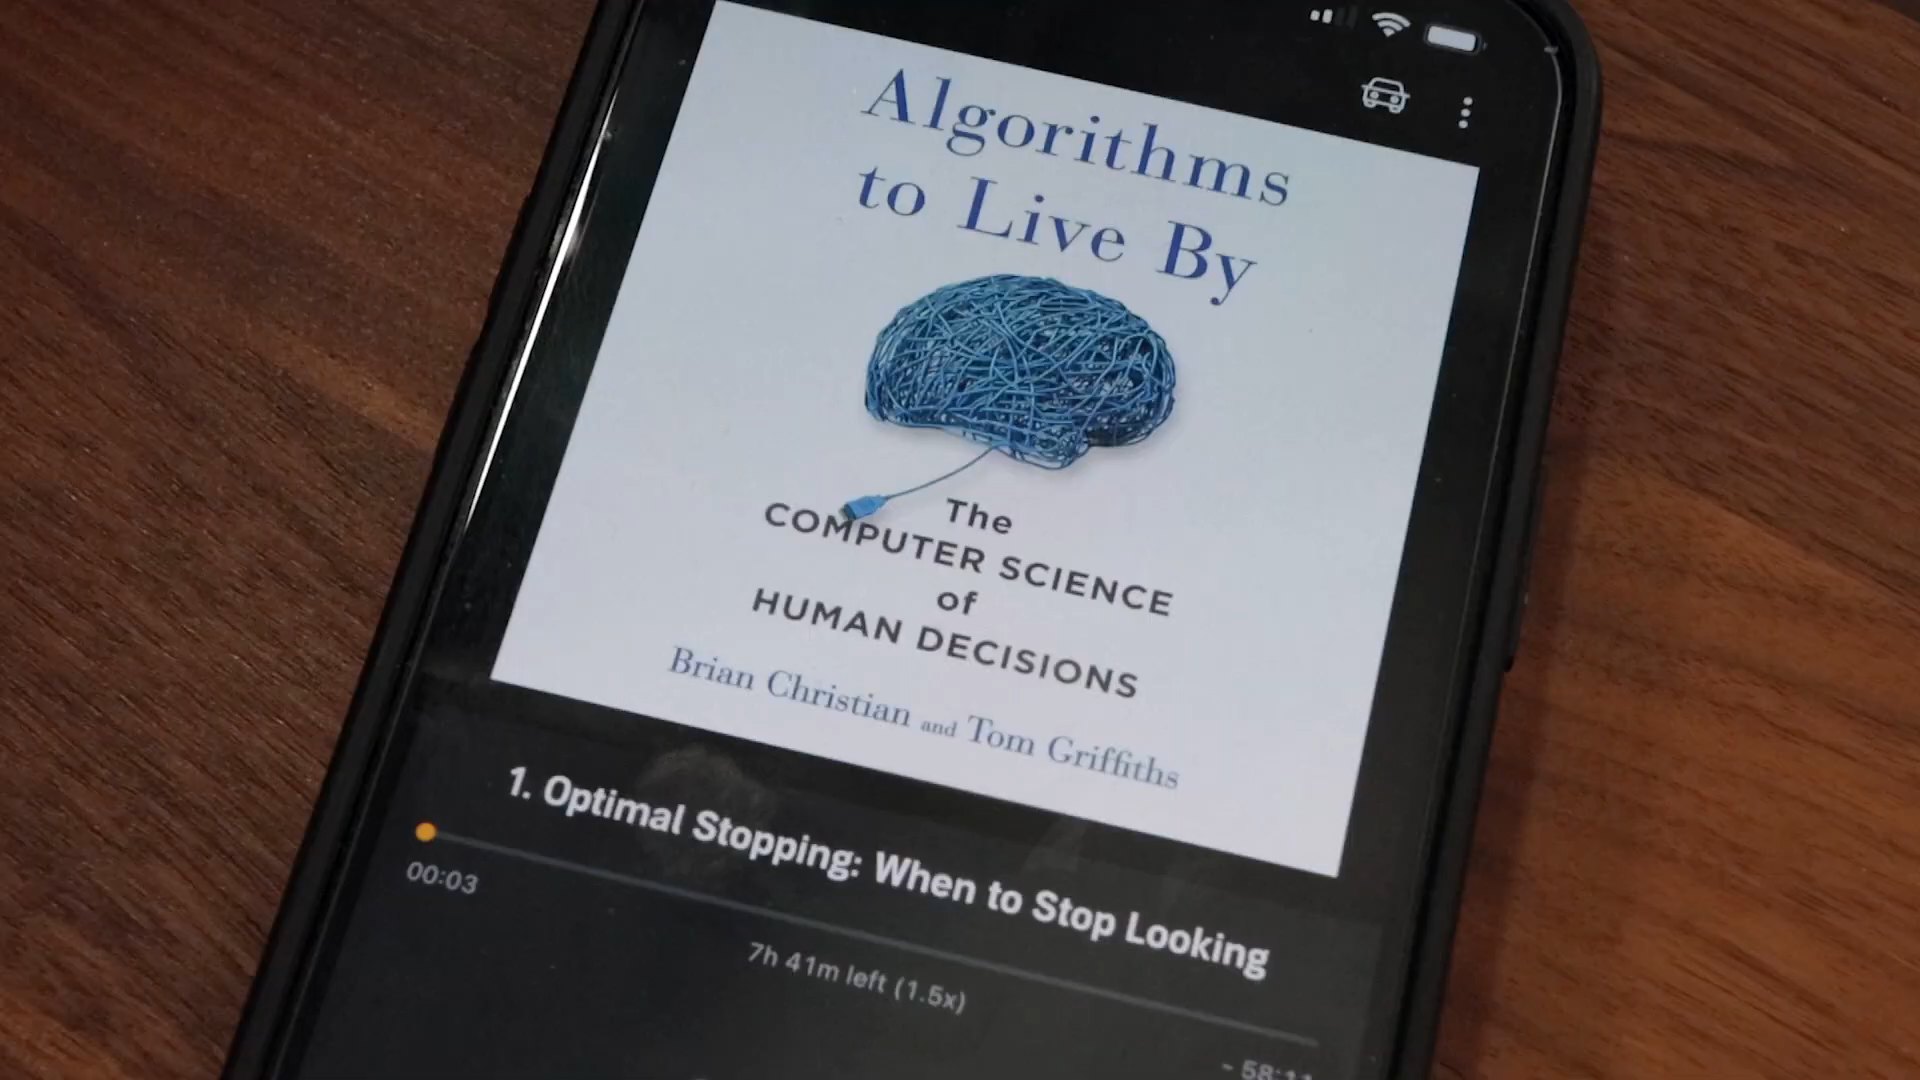 Algorithms
to Live By
The
COMPUTER SCIENCE
of
HUMAN DECISIONS
Brian Christian and Tom Griffiths
1. Optimal Stopping: When to Stop Looking
00:03
7h 41m left (1.5x)